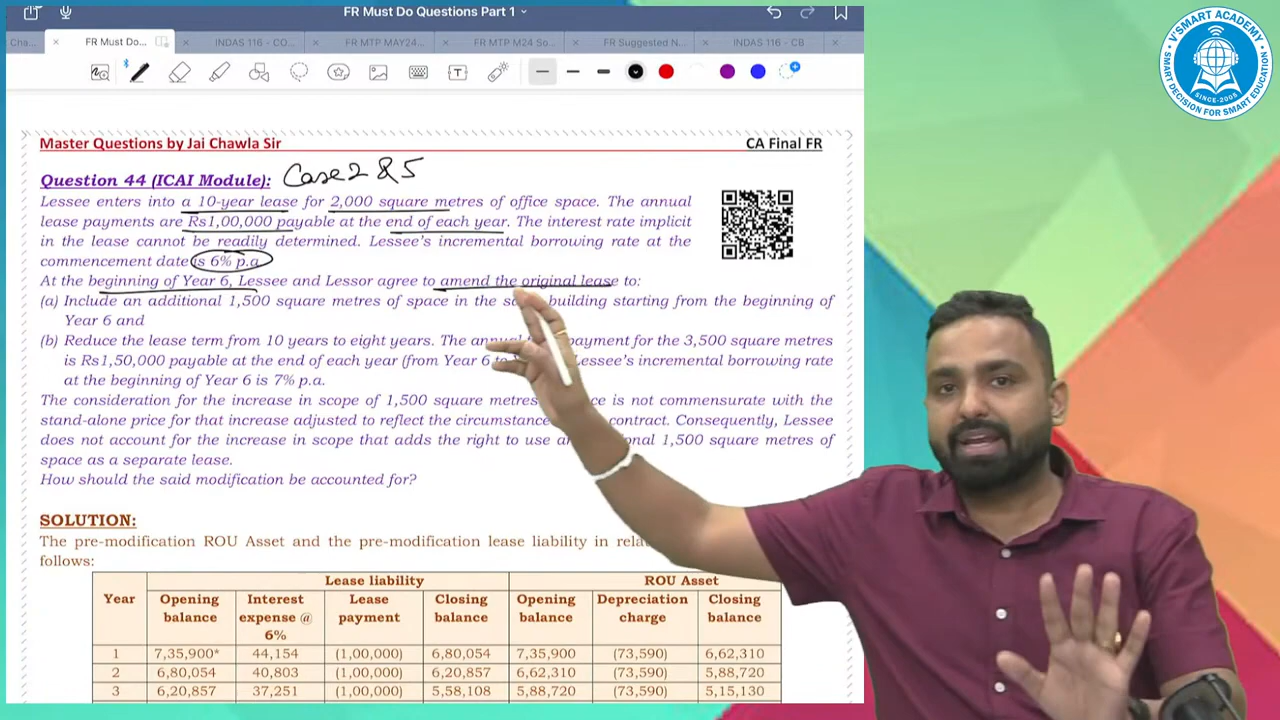 FR Must Do Questions Part 1
Cha...
FR Must Do...
INDAS 116 - CO...
FR MTP MAY24...
FR MTP M24 So...
FR Suggested N...
INDAS 116 - CB
V'SMART ACADEMY
SMART DECISION FOR SMART EDUCATION
SINCE-2005
Master Questions by Jai Chawla Sir
CA Final FR
Question 44 (ICAI Module): Case 2 & 5
Lessee enters into a 10-year lease for 2,000 square metres of office space. The annual
lease payments are Rs1,00,000 payable at the end of each year. The interest rate implicit
in the lease cannot be readily determined. Lessee's incremental borrowing rate at the
commencement date is 6% p.a
At the beginning of Year 6, Lessee and Lessor agree to amend the original lease to:
(a) Include an additional 1,500 square metres of space in the building starting from the beginning of
Year 6 and
(b) Reduce the lease term from 10 years to eight years. The payment for the 3,500 square metres
is Rs1,50,000 payable at the end of each year (from Year 6 Lessee's incremental borrowing rate
at the beginning of Year 6 is 7% p.a.
The consideration for the increase in scope of 1,500 square metres is not commensurate with the
stand-alone price for that increase adjusted to reflect the circumstance contract. Consequently, Lessee
does not account for the increase in scope that adds the right to use 1,500 square metres of
space as a separate lease.
How should the said modification be accounted for?
SOLUTION:
The pre-modification ROU Asset and the pre-modification lease liability in
follows:
Lease liability ROU Asset
Year Opening balance Interest expense @ 6% Lease payment Closing balance Opening balance Depreciation charge Closing balance
1 7,35,900* 44,154 (1,00,000) 6,80,054 7,35,900 (73,590) 6,62,310
2 6,80,054 40,803 (1,00,000) 6,20,857 6,62,310 (73,590) 5,88,720
3 6,20,857 37,251 (1,00,000) 5,58,108 5,88,720 (73,590) 5,15,130